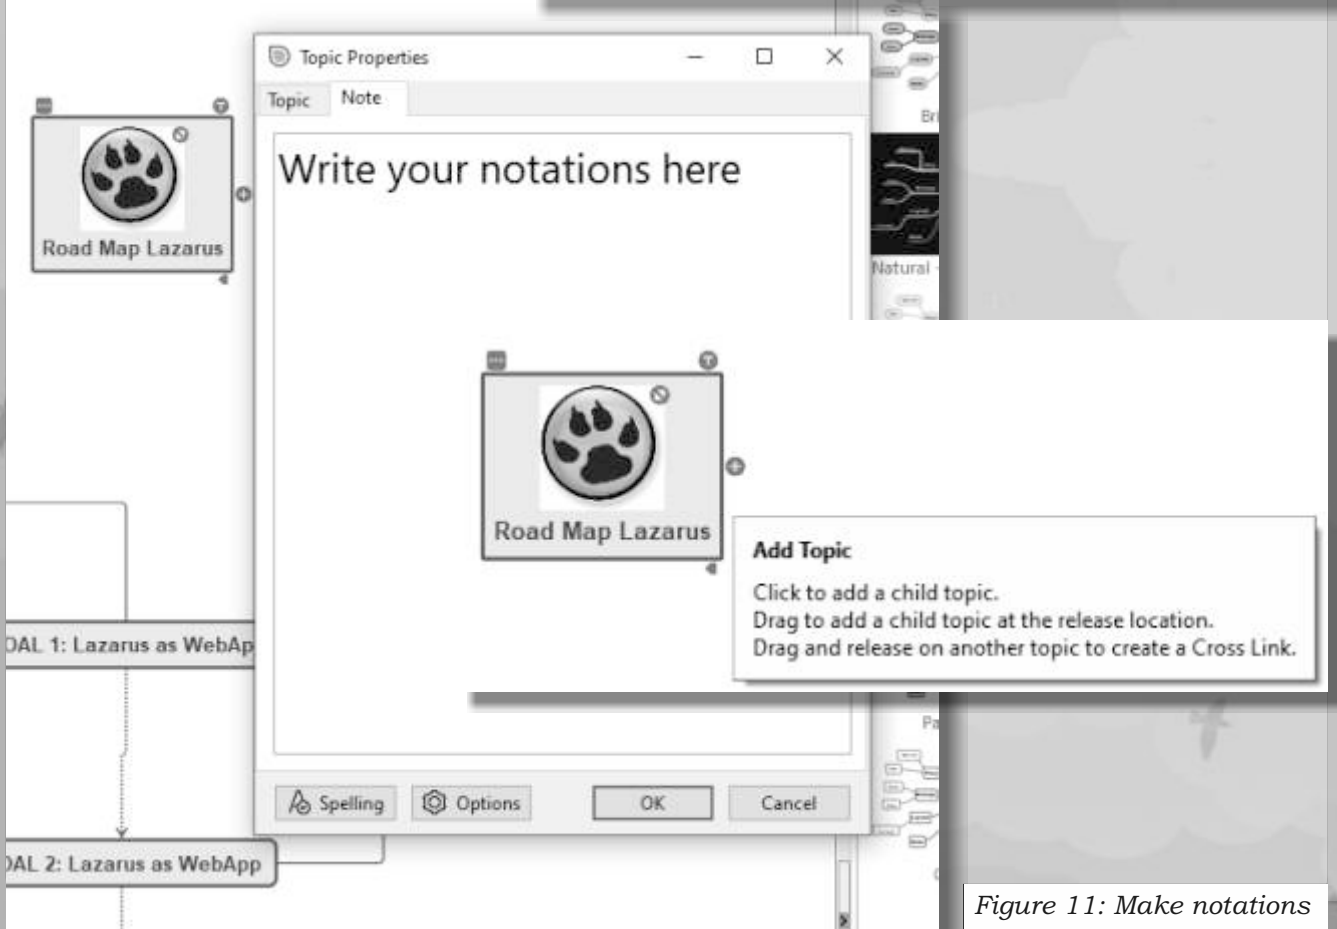 Topic Properties
Topic
Note
Write your notations here
Road Map Lazarus
Natural
Road Map Lazarus
Add Topic
Click to add a child topic.
Drag to add a child topic at the release location.
Drag and release on another topic to create a Cross Link.
OAL 1: Lazarus as WebAp
Spelling
Options
OK
Cancel
OAL 2: Lazarus as WebApp
Figure 11: Make notations